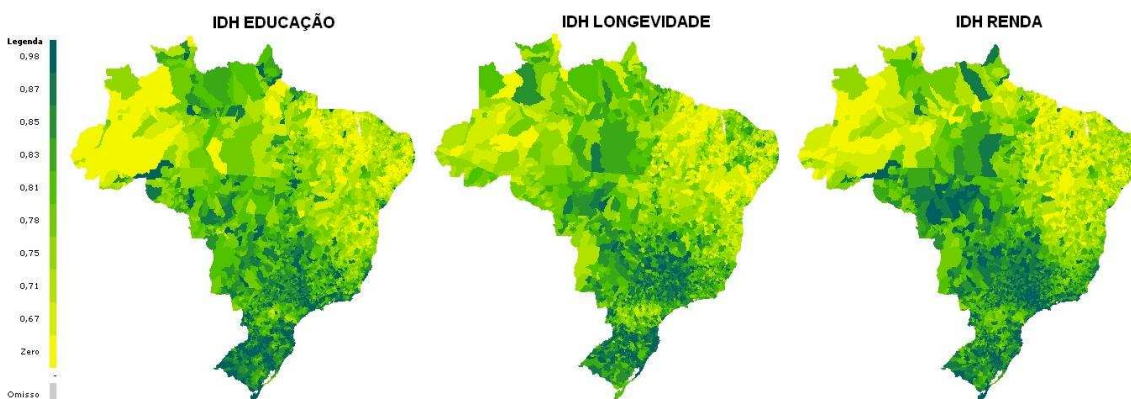 IDH EDUCAÇÃO
IDH LONGEVIDADE
IDH RENDA
Legenda
0,98
0,87
0,85
0,83
0,81
0,78
0,75
0,71
0,67
Zero
-
Omisso